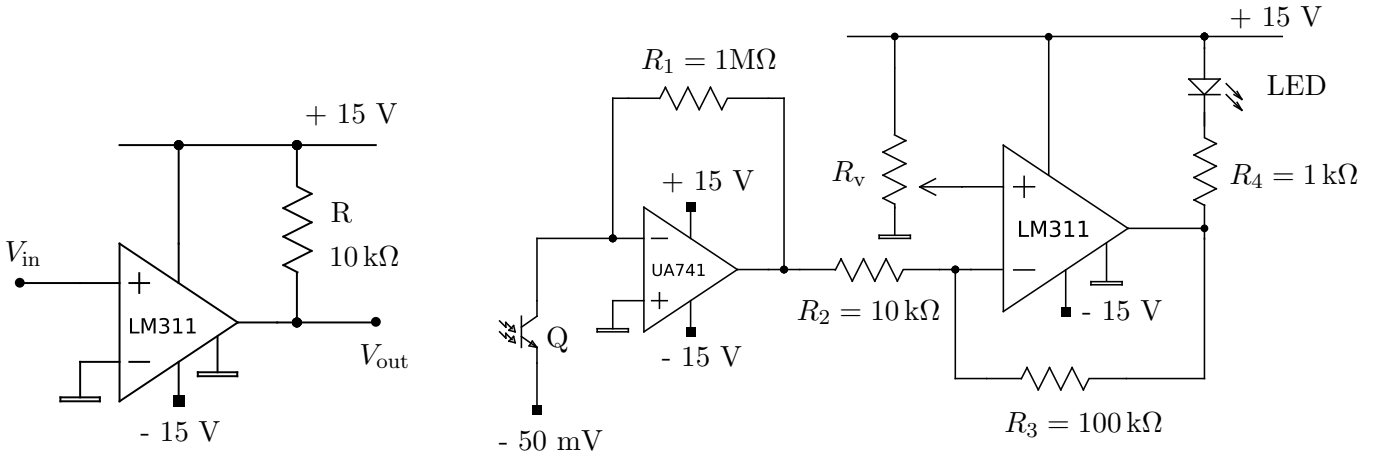 + 15 V
R
10 kΩ
V_in
+
LM311
−
V_out
- 15 V
R_1 = 1MΩ
+ 15 V
−
UA741
+
- 15 V
Q
- 50 mV
R_2 = 10 kΩ
+ 15 V
LED
R_v
+
LM311
−
R_4 = 1 kΩ
- 15 V
R_3 = 100 kΩ